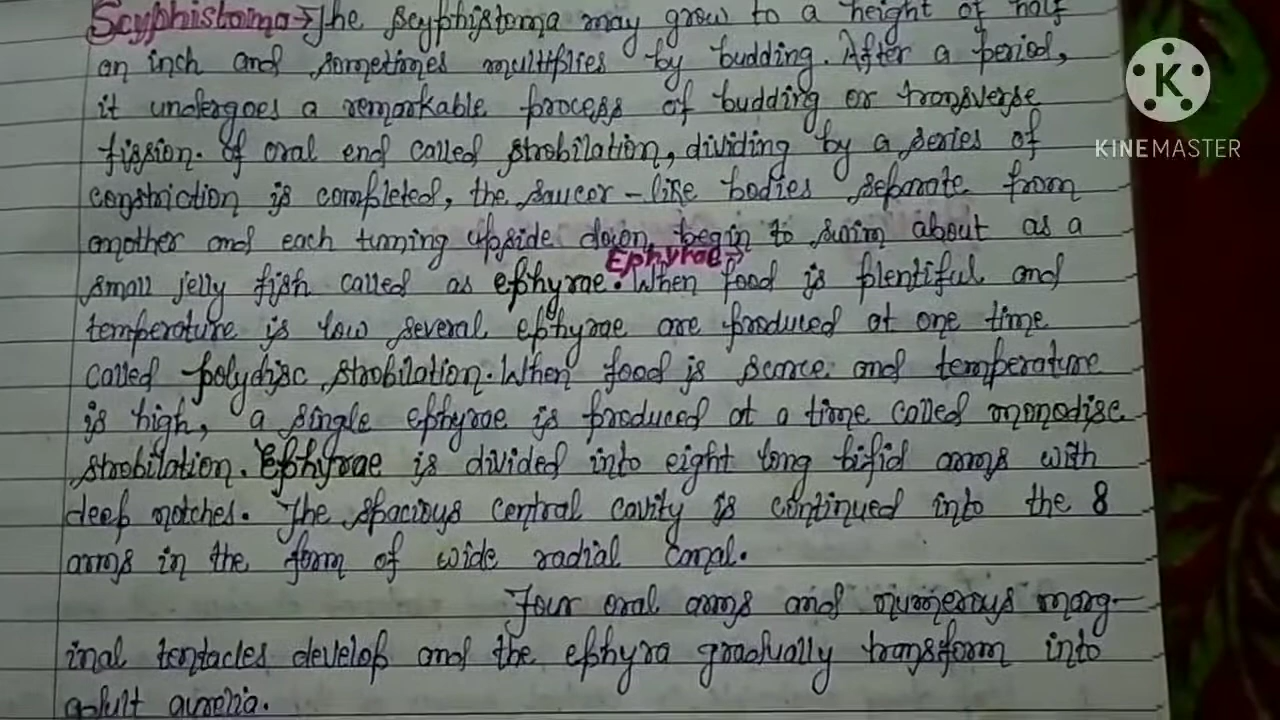 Scyphistoma→The scyphistoma may grow to a height of half
an inch and sometimes multiplies by budding. After a period,
it undergoes a remarkable process of budding or transverse
fission. Of oral end called strobilation, dividing by a series of
constriction is completed, the saucer-like bodies separate from
another and each turning upside down, begin to swim about as a
Ephyrae→
small jelly fish called as ephyrae. When food is plentiful and
temperature is low several ephyrae are produced at one time
called polydisc strobilation. When food is scarce and temperature
is high, a single ephyrae is produced at a time called monodisc
strobilation. Ephyrae is divided into eight long bifid arms with
deep notches. The spacious central cavity is continued into the 8
arms in the form of wide radial canal.
Four oral arms and numerous marg-
inal tentacles develop and the ephyra gradually transform into
adult aurelia.
K
KINEMASTER